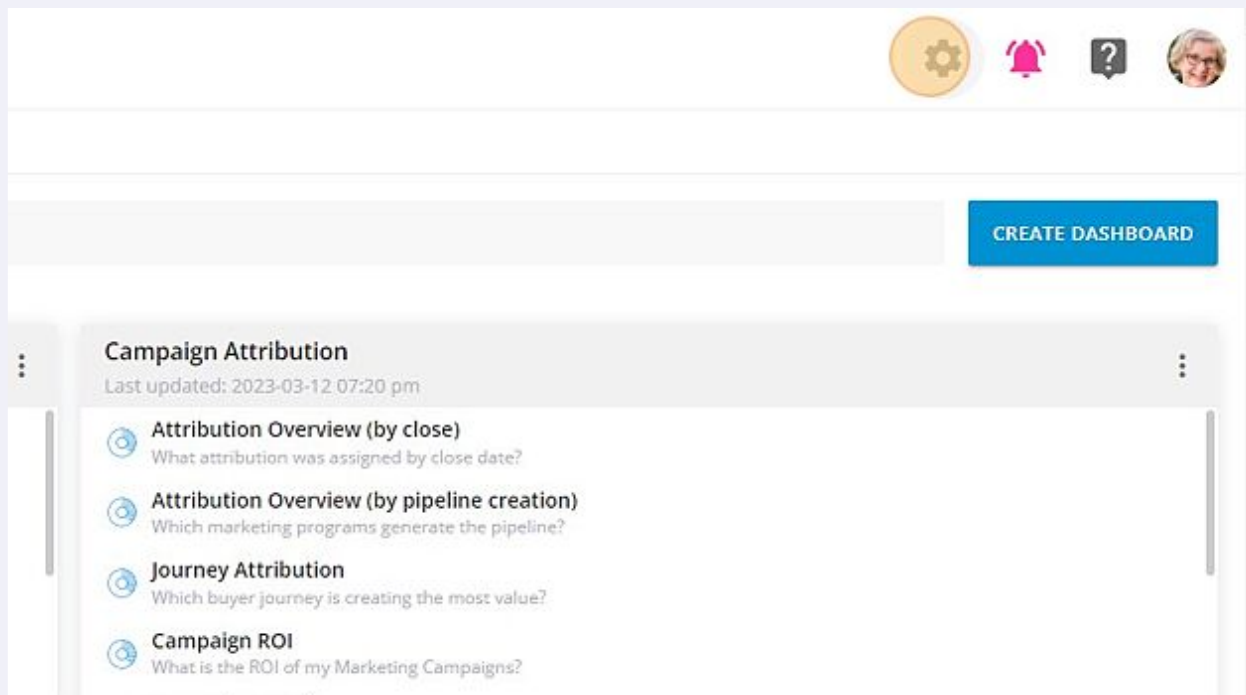 CREATE DASHBOARD
Campaign Attribution
Last updated: 2023-03-12 07:20 pm
Attribution Overview (by close)
What attribution was assigned by close date?
Attribution Overview (by pipeline creation)
Which marketing programs generate the pipeline?
Journey Attribution
Which buyer journey is creating the most value?
Campaign ROI
What is the ROI of my Marketing Campaigns?